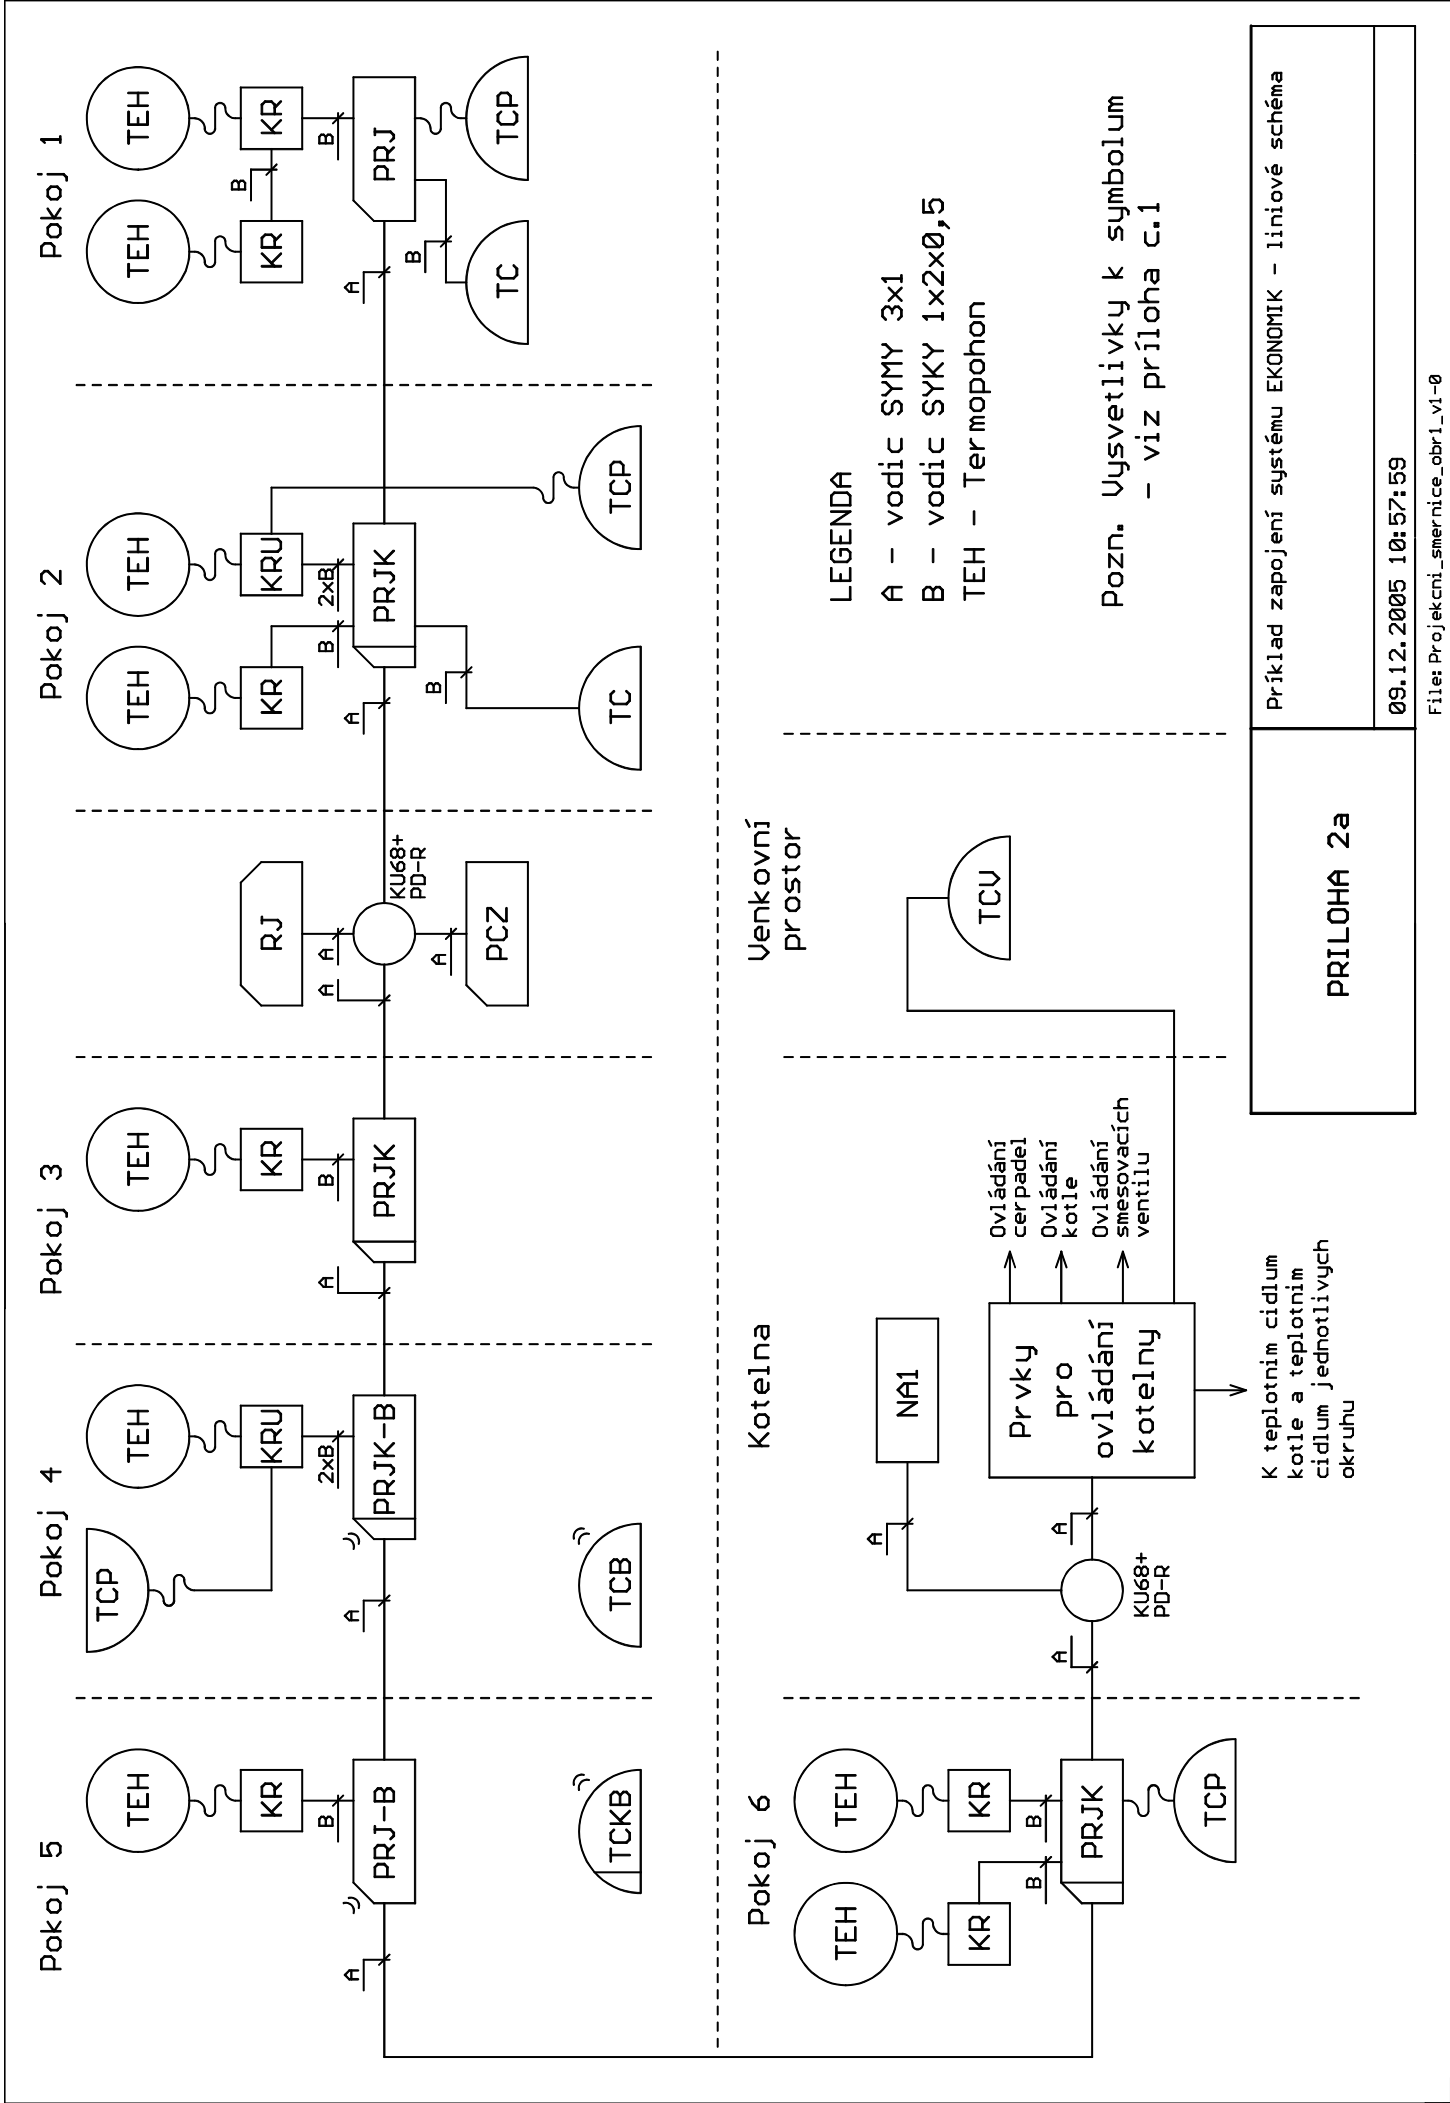 Pokoj 5
TEH
KR
B
PRJ-B
A
TCKB
Pokoj 4
TCP
TEH
KRU
2xB
PRJK-B
A
TCB
Pokoj 3
TEH
KR
B
PRJK
A
RJ
A
A
KU68+
PD-R
A
PCZ
Pokoj 2
TEH
TEH
KR
KRU
B
2xB
PRJK
A
B
TC
TCP
Pokoj 1
TEH
TEH
KR
B
KR
B
PRJ
A
B
TC
TCP
Pokoj 6
TEH
TEH
KR
KR
B
B
PRJK
TCP
Kotelna
NA1
A
A
A
KU68+
PD-R
Prvky
pro
ovládání
kotelny
Ovládání
cerpadel
Ovládání
kotle
Ovládání
smesovacích
ventilu
K teplotnim cidlum
kotle a teplotnim
cidlum jednotlivych
okruhu
Venkovní
prostor
TCV
LEGENDA
A - vodic SYMY 3x1
B - vodic SYKY 1x2x0,5
TEH - Termopohon
Pozn. Vysvetlivky k symbolum
- viz príloha c.1
PRILOHA 2a
Príklad zapojení systému EKONOMIK - liniové schéma
09.12.2005 10:57:59
File: Projekcni_smernice_obr1_v1-0